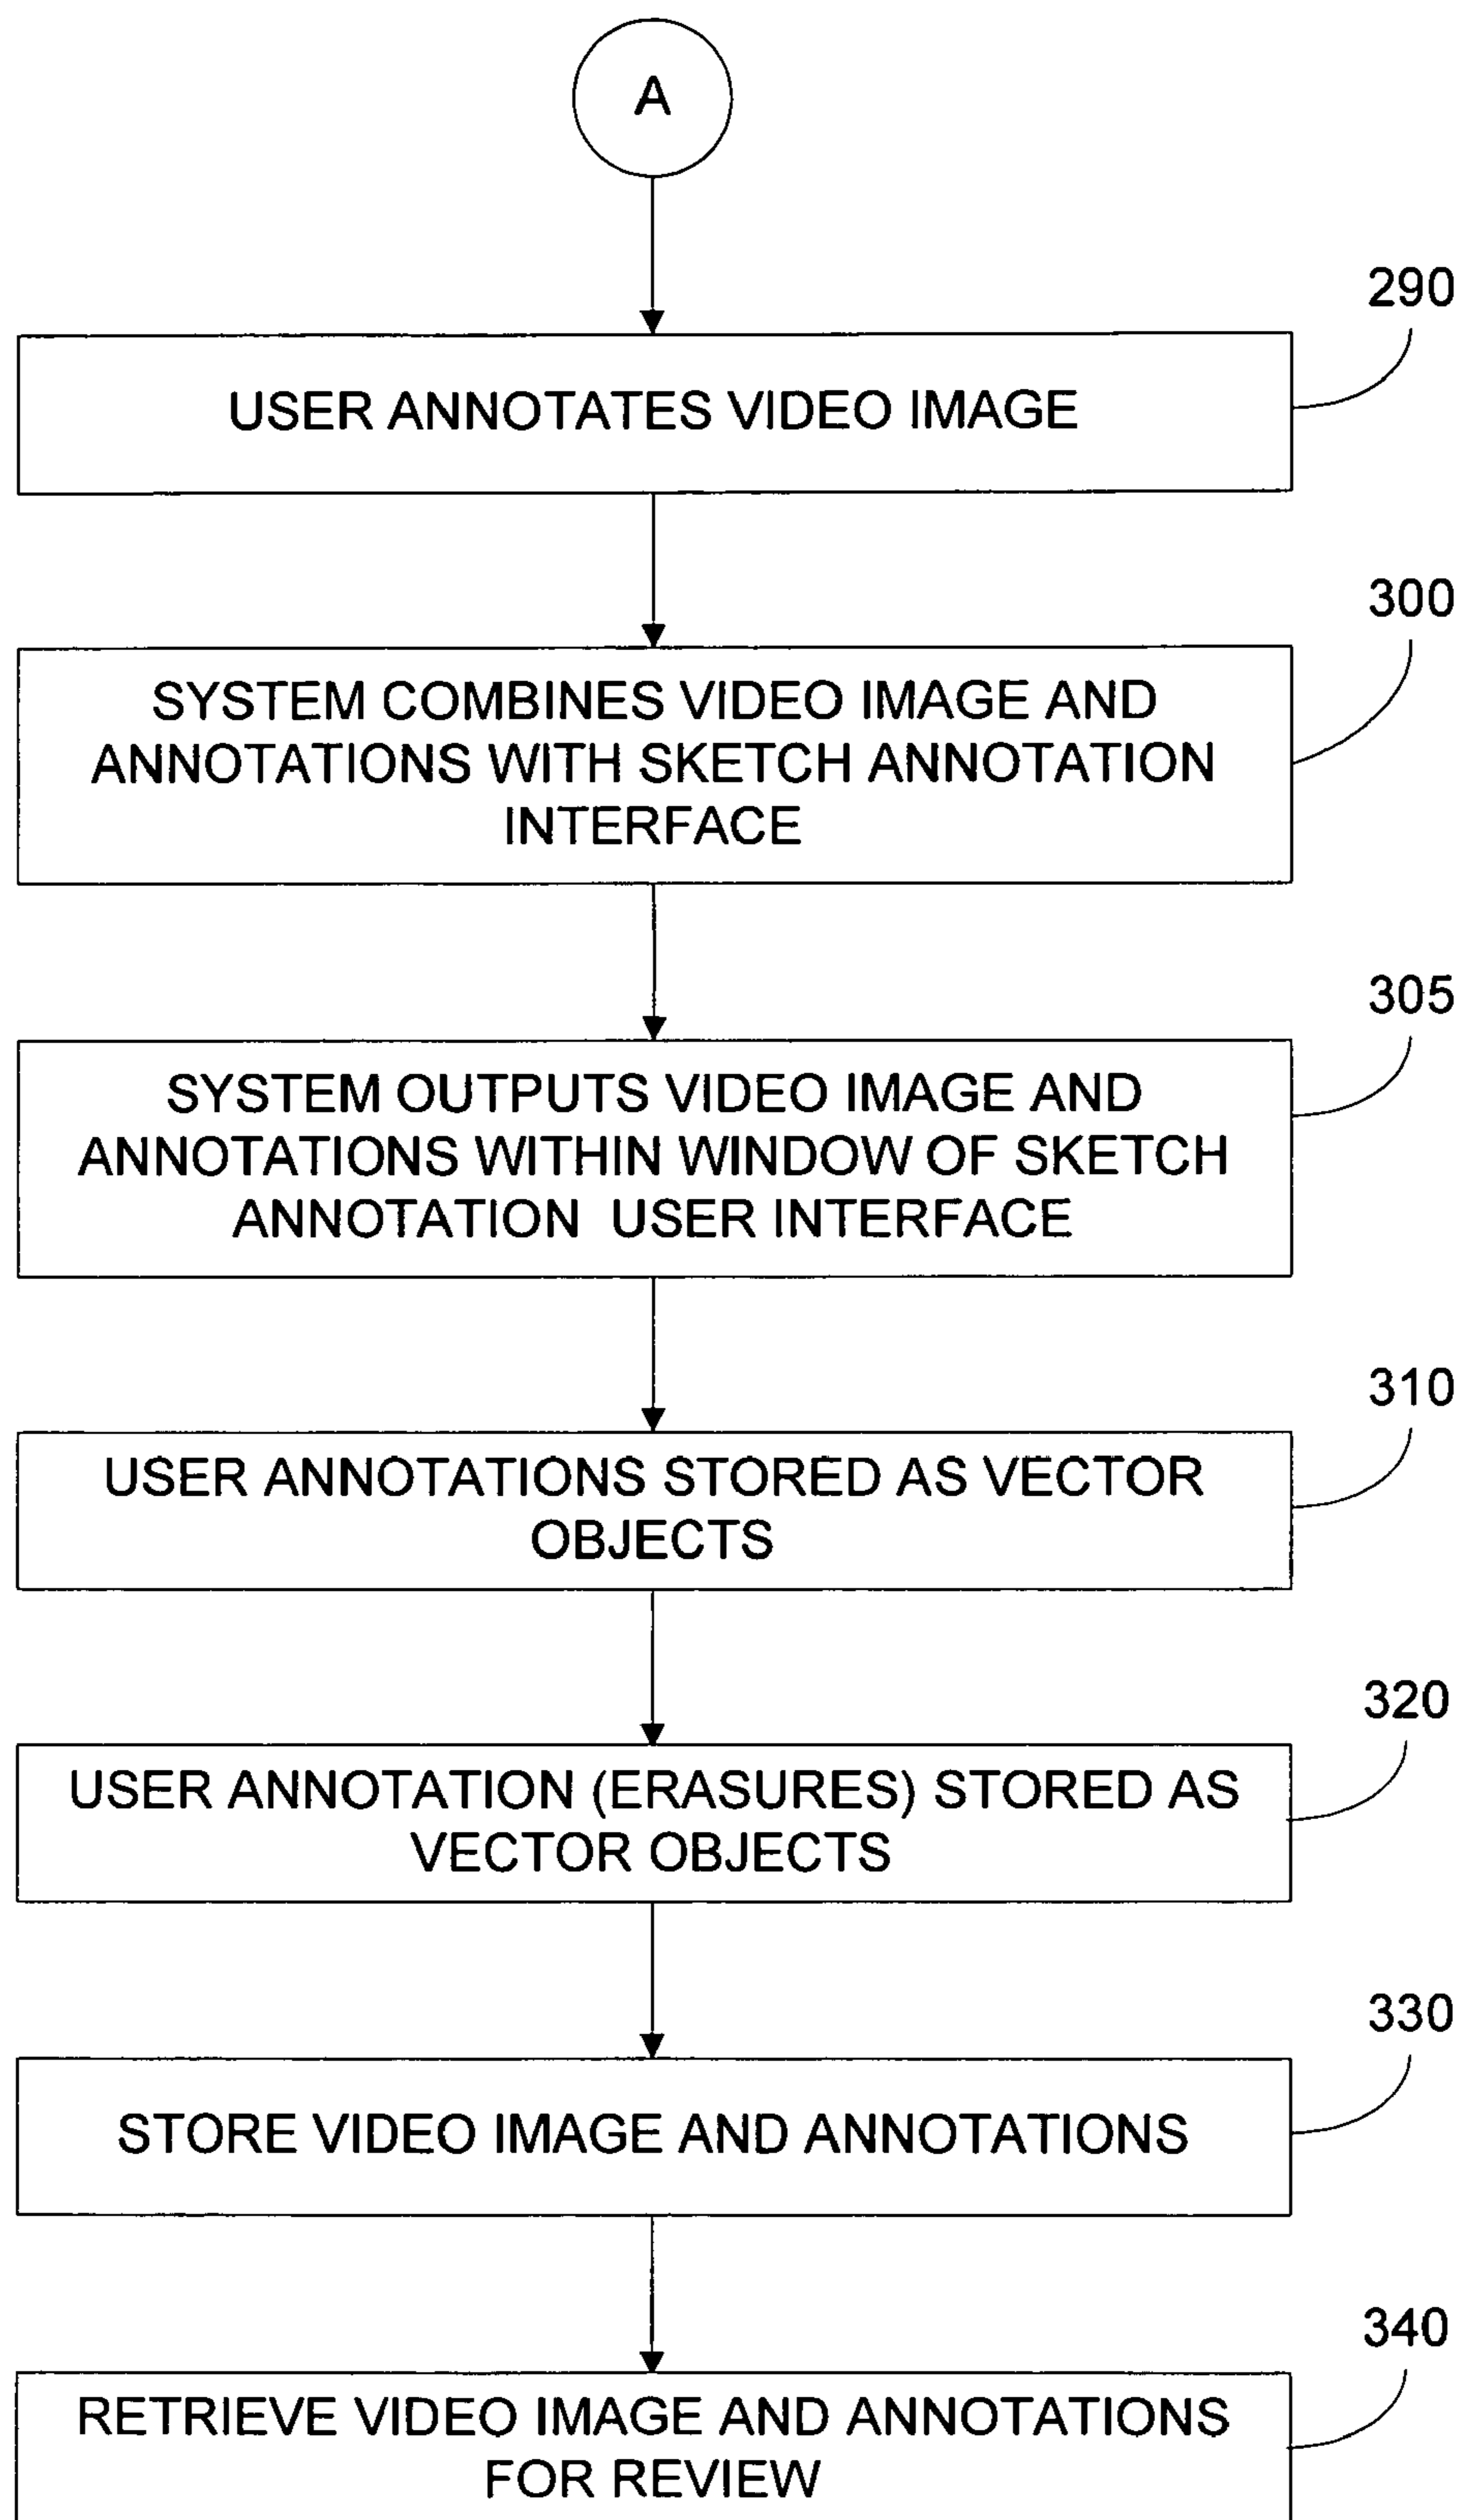 A
290
USER ANNOTATES VIDEO IMAGE
300
SYSTEM COMBINES VIDEO IMAGE AND
ANNOTATIONS WITH SKETCH ANNOTATION
INTERFACE
305
SYSTEM OUTPUTS VIDEO IMAGE AND
ANNOTATIONS WITHIN WINDOW OF SKETCH
ANNOTATION USER INTERFACE
310
USER ANNOTATIONS STORED AS VECTOR
OBJECTS
320
USER ANNOTATION (ERASURES) STORED AS
VECTOR OBJECTS
330
STORE VIDEO IMAGE AND ANNOTATIONS
340
RETRIEVE VIDEO IMAGE AND ANNOTATIONS
FOR REVIEW